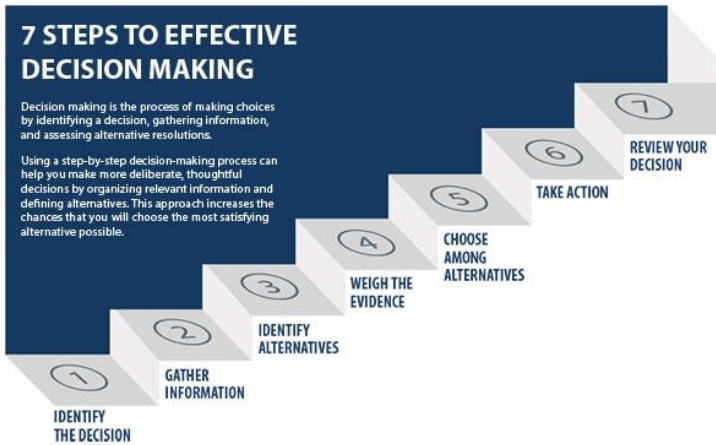 7 STEPS TO EFFECTIVE
DECISION MAKING
Decision making is the process of making choices
by identifying a decision, gathering information,
and assessing alternative resolutions.
Using a step-by-step decision-making process can
help you make more deliberate, thoughtful
decisions by organizing relevant information and
defining alternatives. This approach increases the
chances that you will choose the most satisfying
alternative possible.
1
IDENTIFY
THE DECISION
2
GATHER
INFORMATION
3
IDENTIFY
ALTERNATIVES
4
WEIGH THE
EVIDENCE
5
CHOOSE
AMONG
ALTERNATIVES
6
TAKE ACTION
7
REVIEW YOUR
DECISION